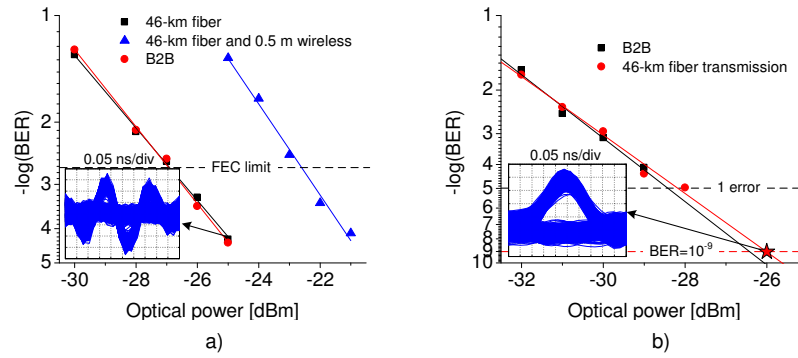 a)
46-km fiber
46-km fiber and 0.5 m wireless
B2B
FEC limit
0.05 ns/div
-log(BER)
1
2
3
4
5
-30 -28 -26 -24 -22
Optical power [dBm]
a)
b)
B2B
46-km fiber transmission
0.05 ns/div
1 error
BER=10⁻⁹
-log(BER)
1
2
3
4
5
6
7
8
9
10
-32 -30 -28 -26
Optical power [dBm]
b)